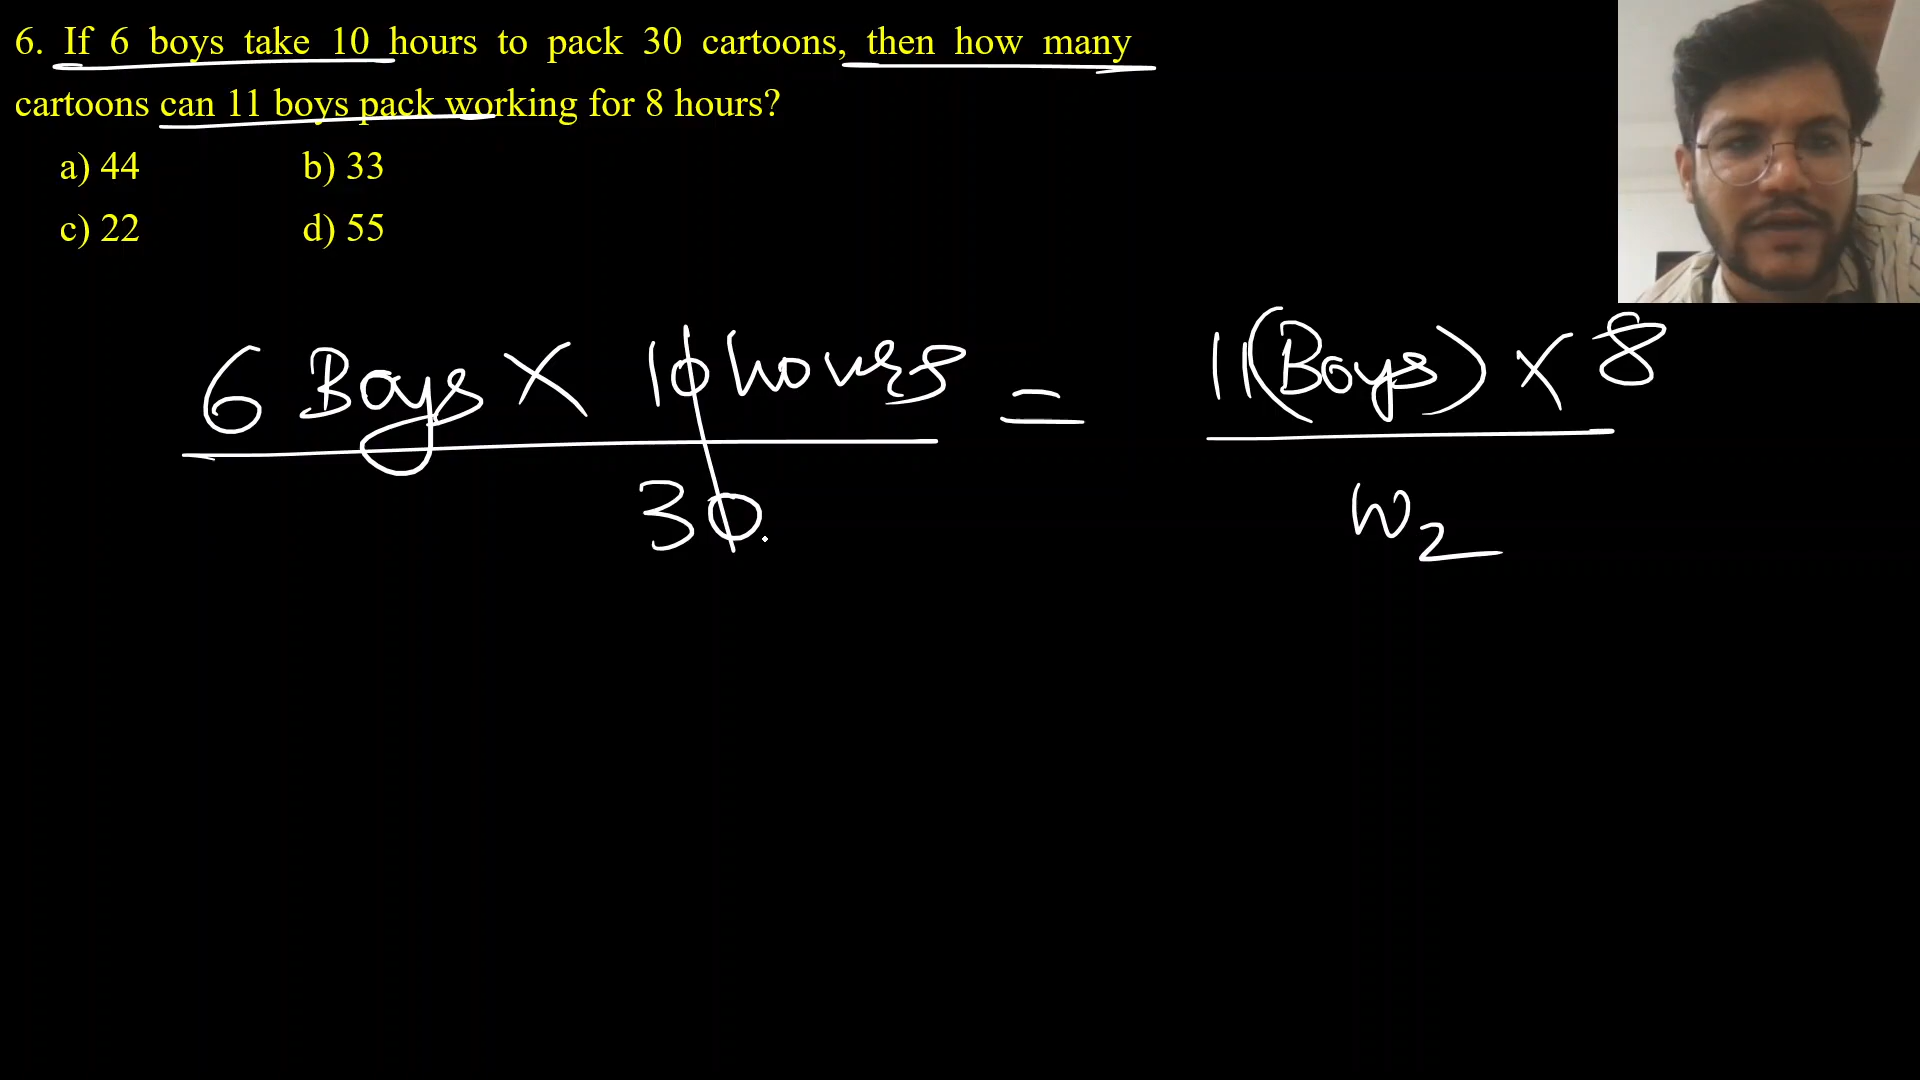 6. If 6 boys take 10 hours to pack 30 cartoons, then how many
cartoons can 11 boys pack working for 8 hours?
a) 44 b) 33
c) 22 d) 55
6 Boys × 10 hours = 11(Boys) × 8
30 W2